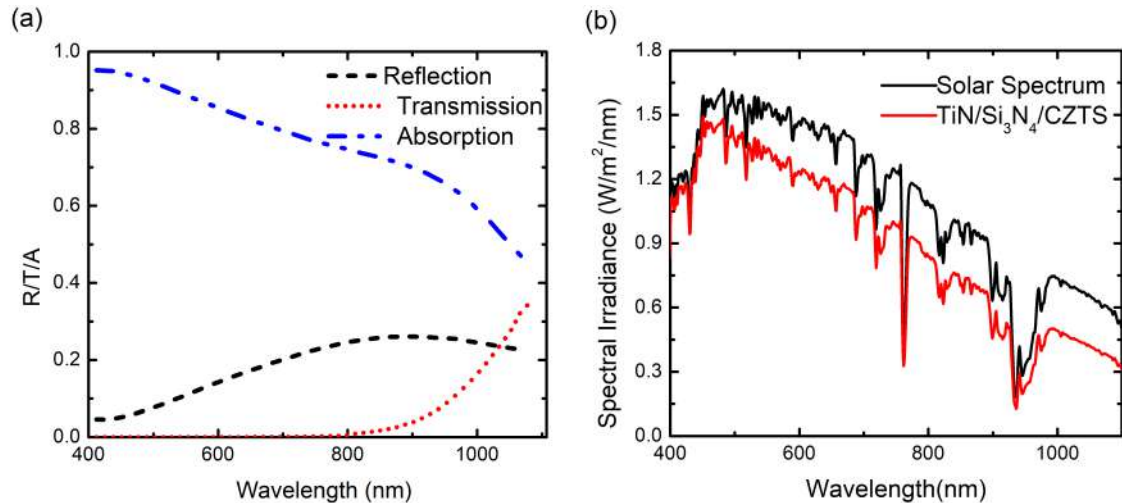 (a)
1.0
0.8
0.6
0.4
0.2
0.0
R/T/A
Reflection
Transmission
Absorption
400
600
800
1000
Wavelength (nm)
(b)
1.8
1.5
1.2
0.9
0.6
0.3
0.0
Spectral Irradiance (W/m²/nm)
Solar Spectrum
TiN/Si₃N₄/CZTS
400
600
800
1000
Wavelength(nm)